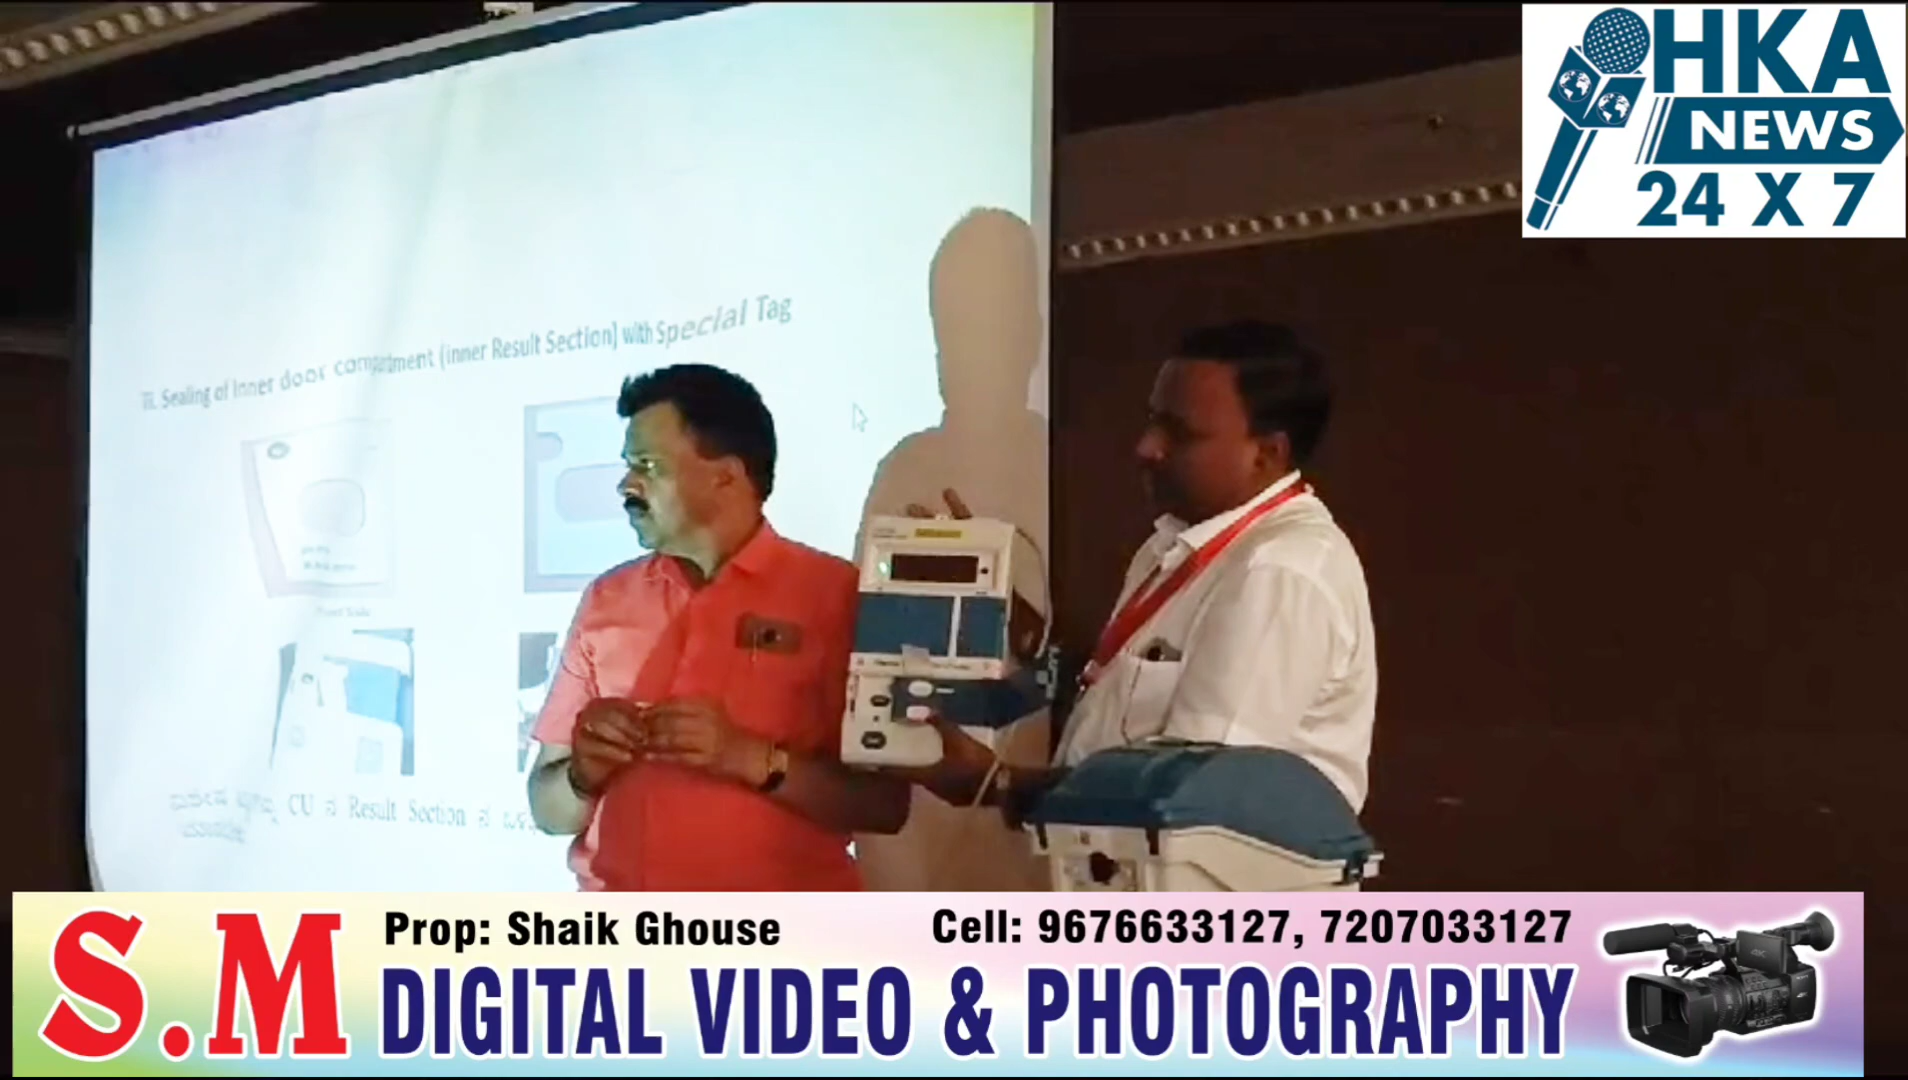 HKA
NEWS
24 X 7
Sealing of Inner door compartment (inner Result Section] with Special Tag
CU ನ Result Section ನ
S.M
Prop: Shaik Ghouse
Cell: 9676633127, 7207033127
DIGITAL VIDEO & PHOTOGRAPHY